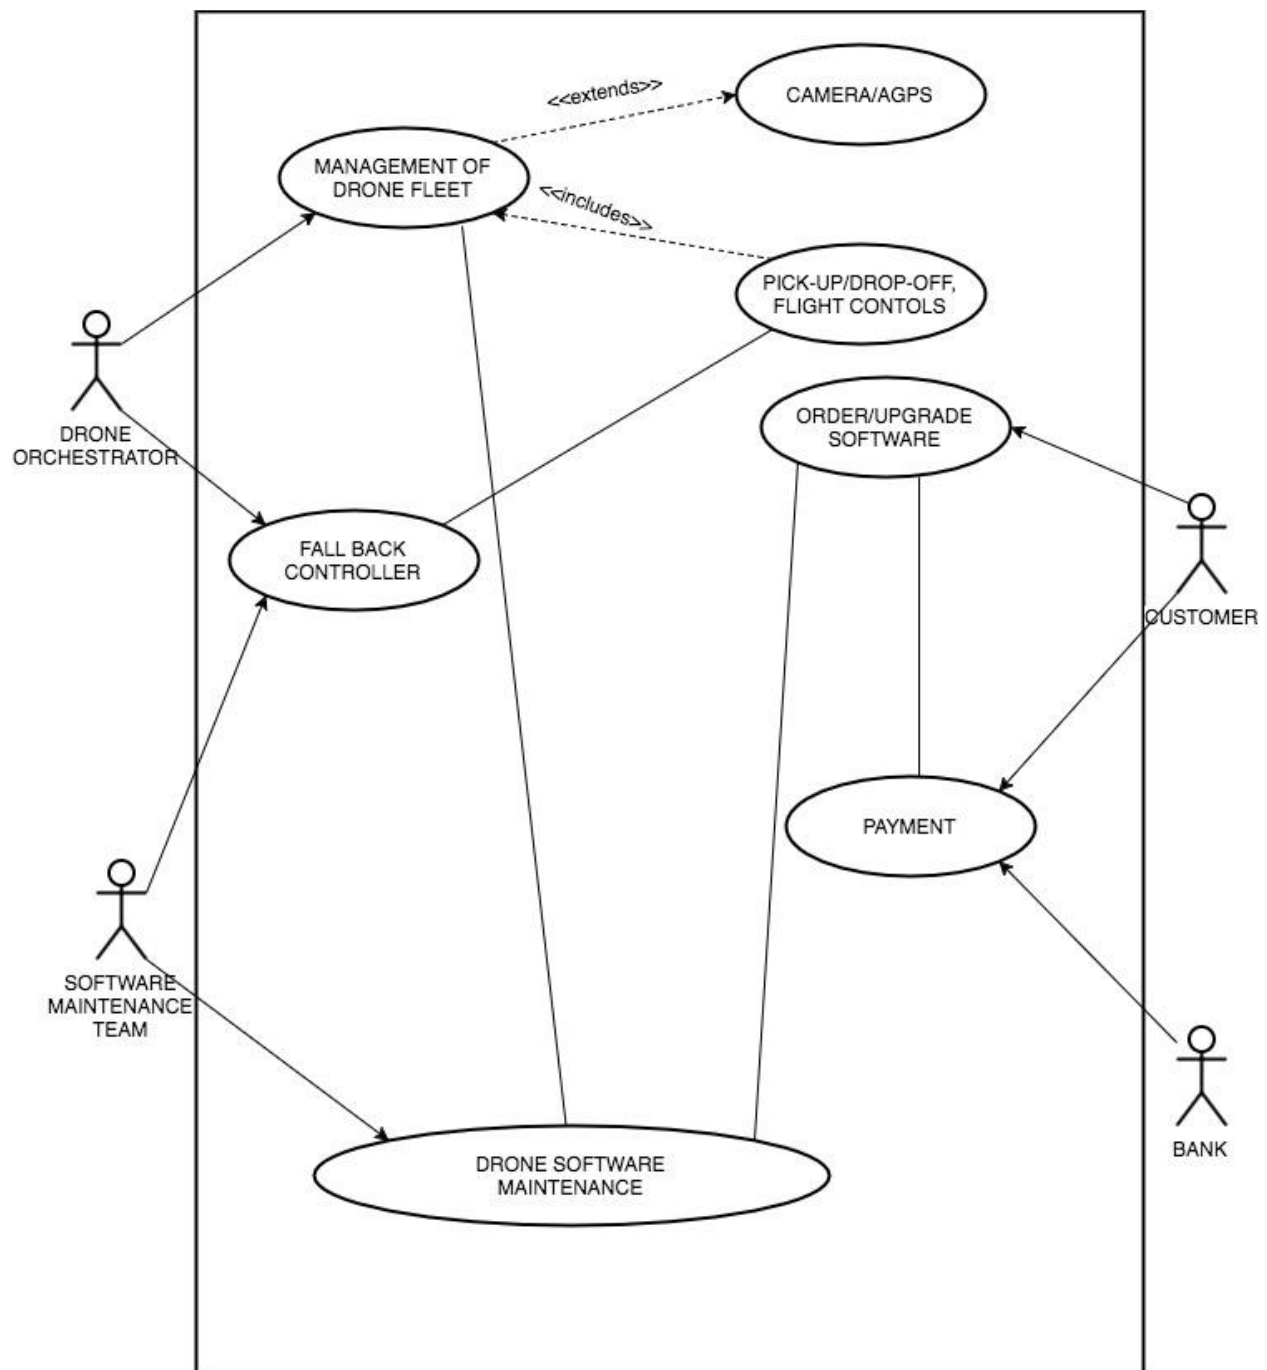 <<extends>>
CAMERA/AGPS
MANAGEMENT OF
DRONE FLEET
<<includes>>
PICK-UP/DROP-OFF,
FLIGHT CONTOLS
DRONE
ORCHESTRATOR
ORDER/UPGRADE
SOFTWARE
FALL BACK
CONTROLLER
CUSTOMER
PAYMENT
SOFTWARE
MAINTENANCE
TEAM
BANK
DRONE SOFTWARE
MAINTENANCE